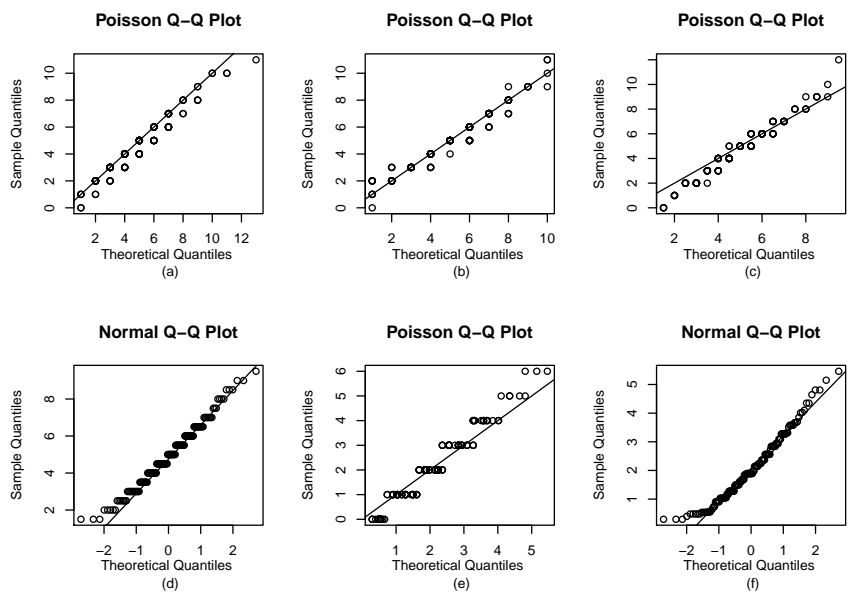 Poisson Q−Q Plot
Sample Quantiles
0 2 4 6 8 10
2 4 6 8 10 12
Theoretical Quantiles
(a)
Poisson Q−Q Plot
Sample Quantiles
0 2 4 6 8 10
2 4 6 8 10
Theoretical Quantiles
(b)
Poisson Q−Q Plot
Sample Quantiles
0 2 4 6 8 10
2 4 6 8
Theoretical Quantiles
(c)
Normal Q−Q Plot
Sample Quantiles
2 4 6 8
−2 −1 0 1 2
Theoretical Quantiles
(d)
Poisson Q−Q Plot
Sample Quantiles
0 1 2 3 4 5 6
1 2 3 4 5
Theoretical Quantiles
(e)
Normal Q−Q Plot
Sample Quantiles
1 2 3 4 5
−2 −1 0 1 2
Theoretical Quantiles
(f)